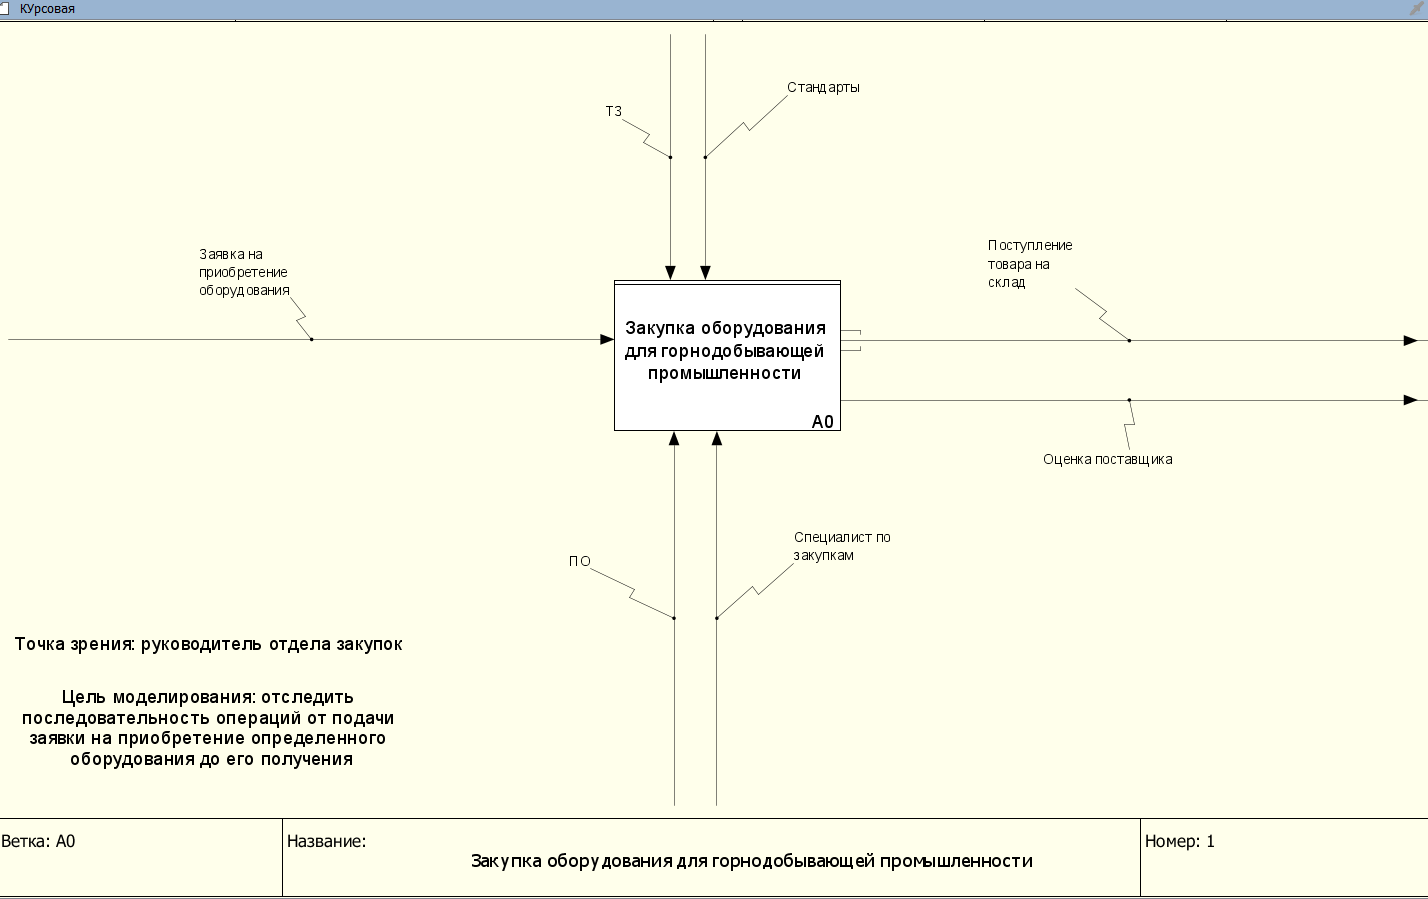 КУрсовая
Стандарты
ТЗ
Заявка на
приобретение
оборудования
Поступление
товара на
склад
Закупка оборудования
для горнодобывающей
промышленности
А0
Оценка поставщика
Специалист по
закупкам
ПО
Точка зрения: руководитель отдела закупок
Цель моделирования: отследить
последовательность операций от подачи
заявки на приобретение определенного
оборудования до его получения
Ветка: А0
Название:
Закупка оборудования для горнодобывающей промышленности
Номер: 1